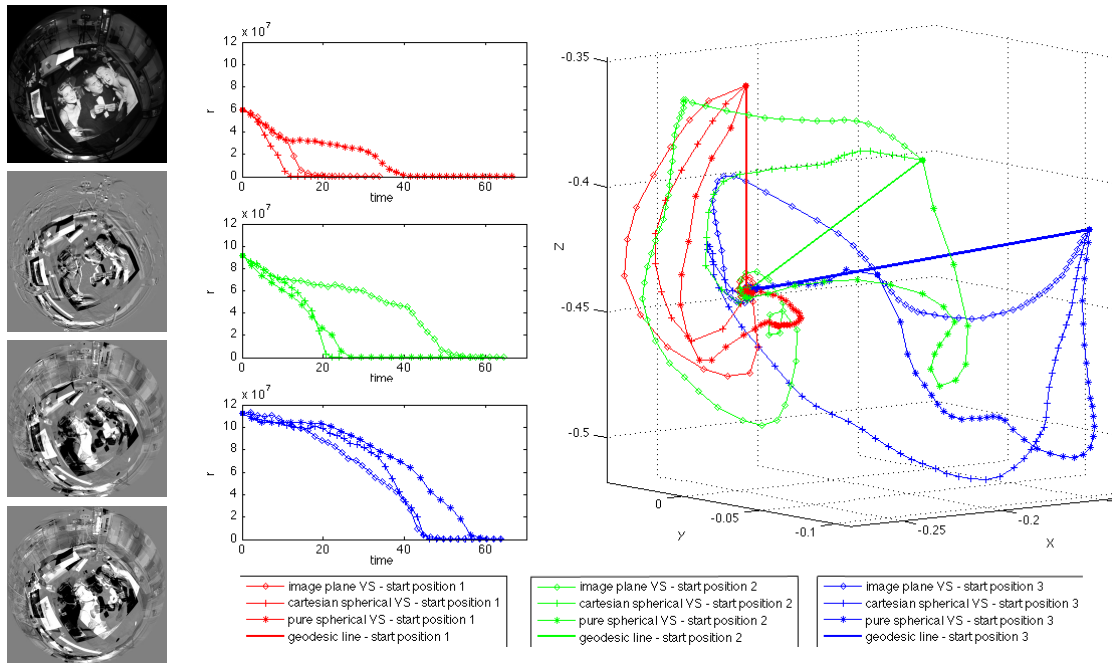 x 10^7
12
10
8
6
4
2
0
r
0 20 40 60
time
x 10^7
12
10
8
6
4
2
0
r
0 20 40 60
time
x 10^7
12
10
8
6
4
2
0
r
0 20 40 60
time
-0.35
-0.4
-0.45
-0.5
Z
0 -0.05 -0.1
Y
-0.25 -0.2
X
image plane VS - start position 1
cartesian spherical VS - start position 1
pure spherical VS - start position 1
geodesic line - start position 1
image plane VS - start position 2
cartesian spherical VS - start position 2
pure spherical VS - start position 2
geodesic line - start position 2
image plane VS - start position 3
cartesian spherical VS - start position 3
pure spherical VS - start position 3
geodesic line - start position 3